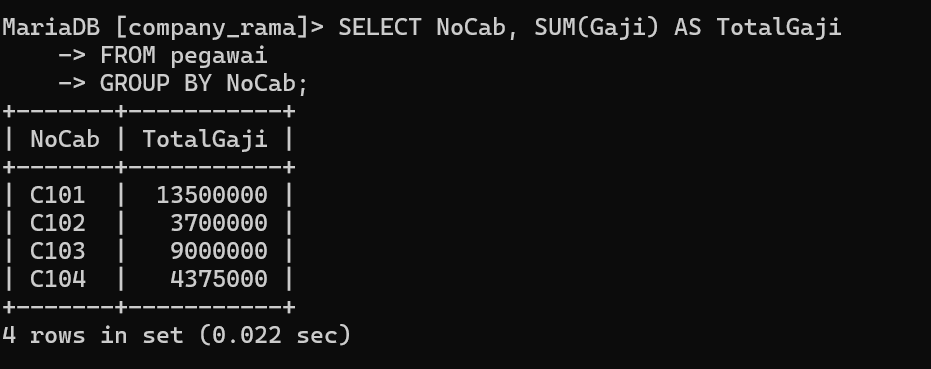 MariaDB [company_rama]> SELECT NoCab, SUM(Gaji) AS TotalGaji
    -> FROM pegawai
    -> GROUP BY NoCab;
+-------+-----------+
| NoCab | TotalGaji |
+-------+-----------+
| C101  |  13500000 |
| C102  |   3700000 |
| C103  |   9000000 |
| C104  |   4375000 |
+-------+-----------+
4 rows in set (0.022 sec)